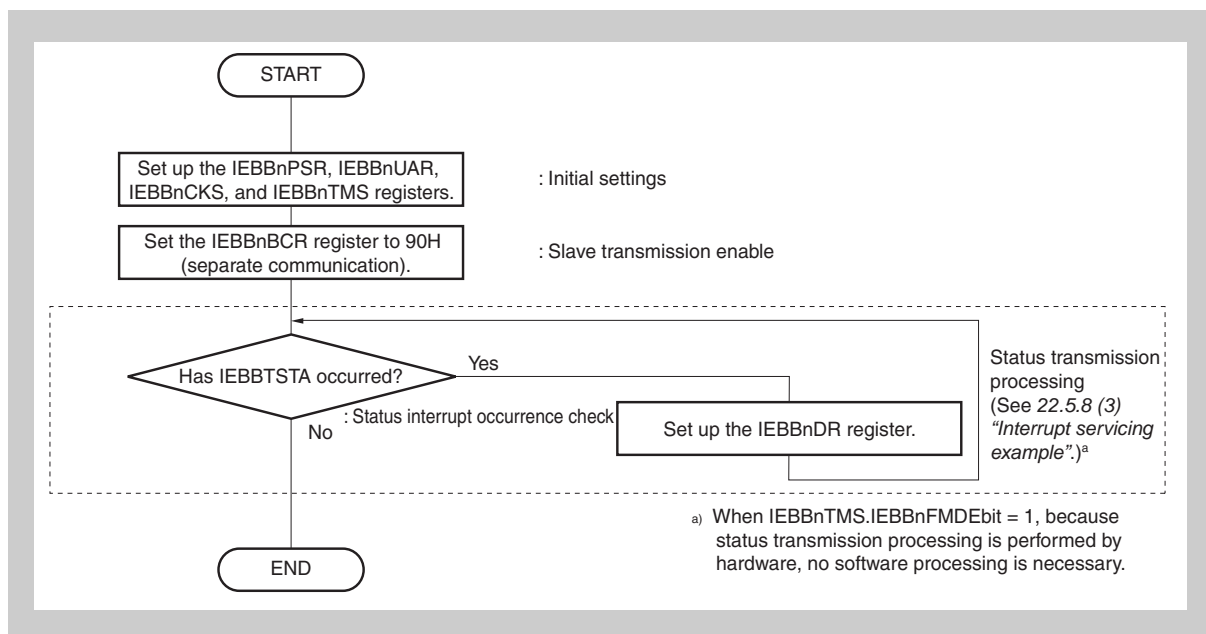 START
Set up the IEBBnPSR, IEBBnUAR,
IEBBnCKS, and IEBBnTMS registers.
: Initial settings
Set the IEBBnBCR register to 90H
(separate communication).
: Slave transmission enable
Has IEBBTSTA occurred?
Yes
: Status interrupt occurrence check
No
Set up the IEBBnDR register.
Status transmission
processing
(See 22.5.8 (3)
“Interrupt servicing
example”.)a
a) When IEBBnTMS.IEBBnFMDEbit = 1, because
status transmission processing is performed by
hardware, no software processing is necessary.
END